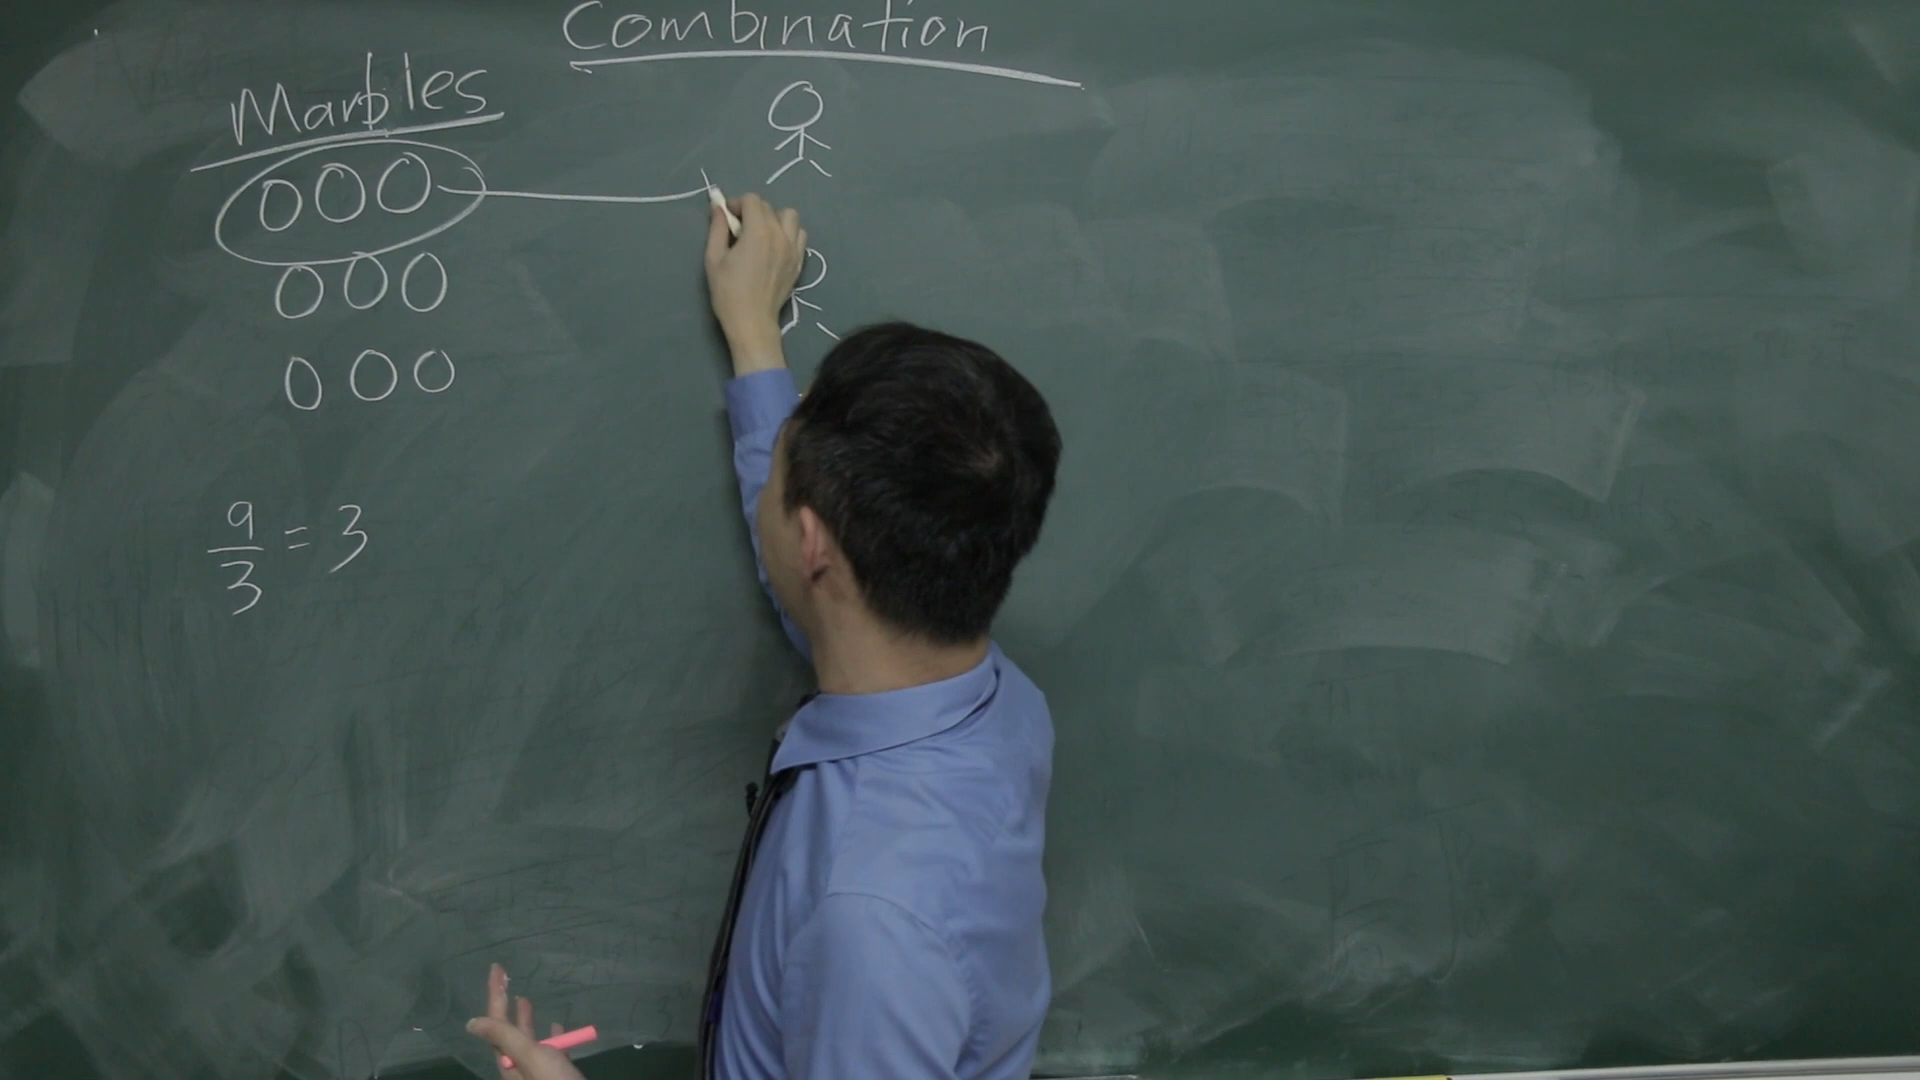 Combination
Marbles
9/3 = 3